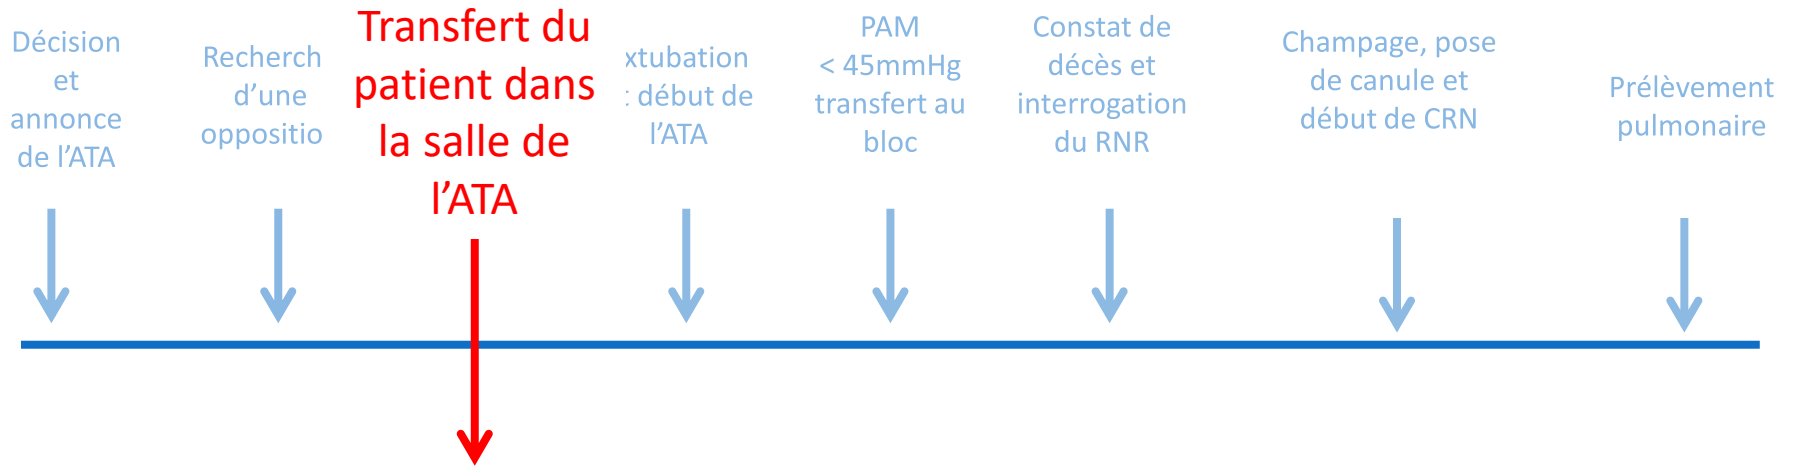 Décision
et
annonce
de l’ATA
Recherch
d’une
oppositio
Transfert du
patient dans
la salle de
l’ATA
xtubation
début de
l’ATA
PAM
< 45mmHg
transfert au
bloc
Constat de
décès et
interrogation
du RNR
Champage, pose
de canule et
début de CRN
Prélèvement
pulmonaire